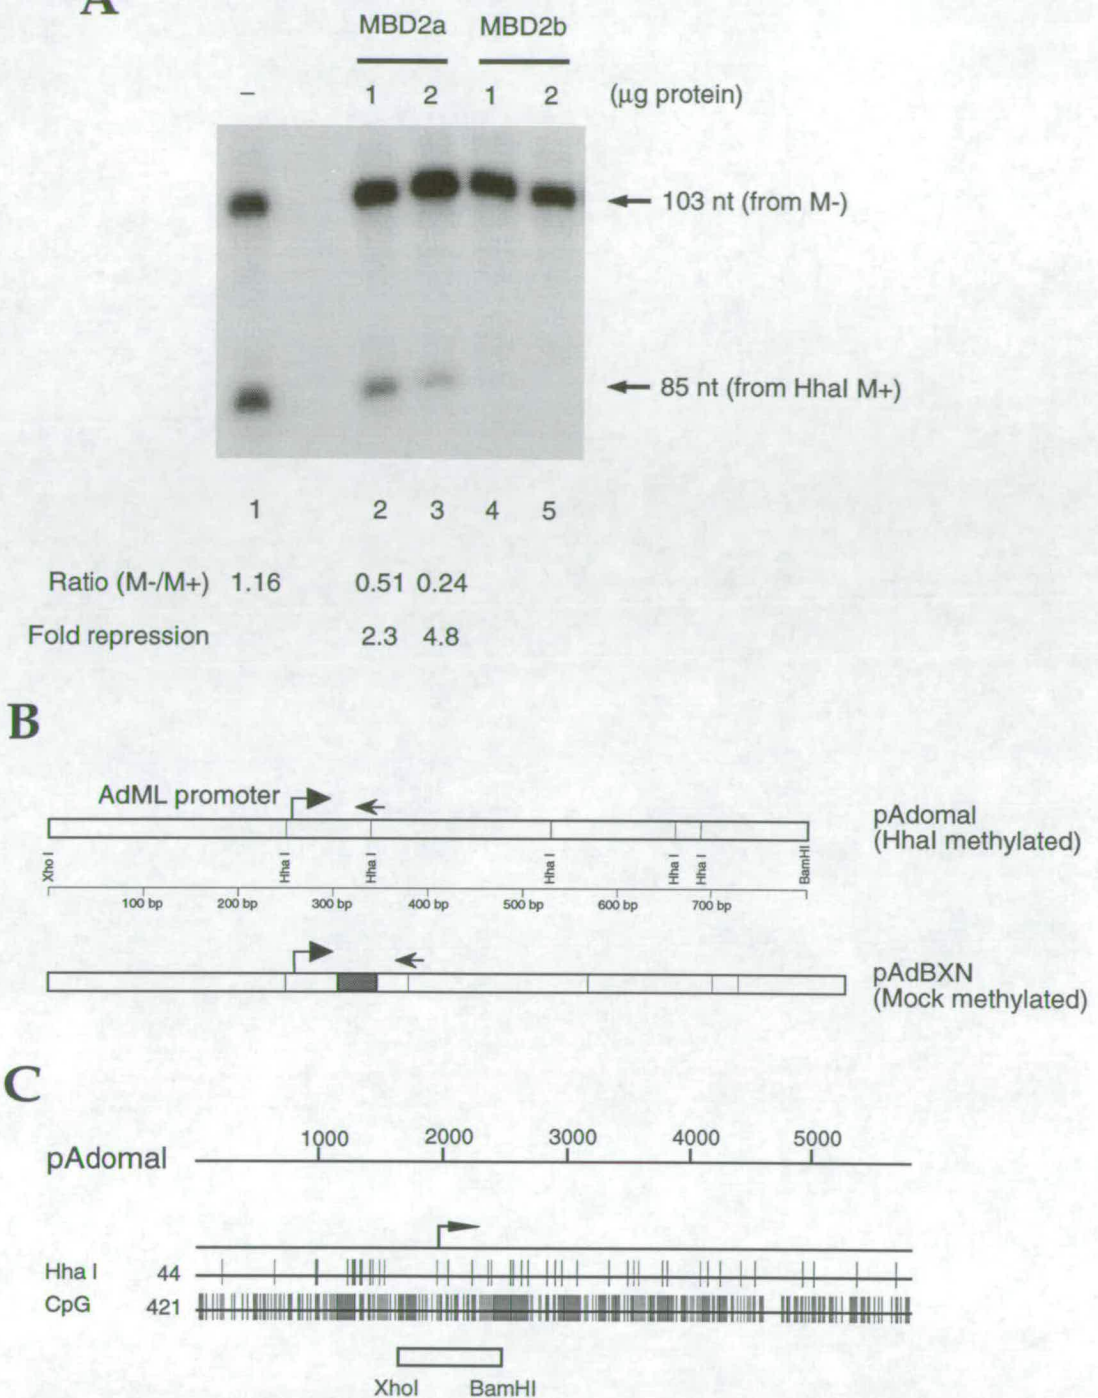 A
MBD2a MBD2b
– 1 2 1 2 (µg protein)
103 nt (from M-)
85 nt (from HhaI M+)
1 2 3 4 5
Ratio (M-/M+) 1.16 0.51 0.24
Fold repression 2.3 4.8
B
AdML promoter
pAdomal
(HhaI methylated)
Xho I Hha I Hha I Hha I Hha I Hha I BamHI
100 bp 200 bp 300 bp 400 bp 500 bp 600 bp 700 bp
pAdBXN
(Mock methylated)
C
1000 2000 3000 4000 5000
pAdomal
Hha I 44
CpG 421
XhoI BamHI